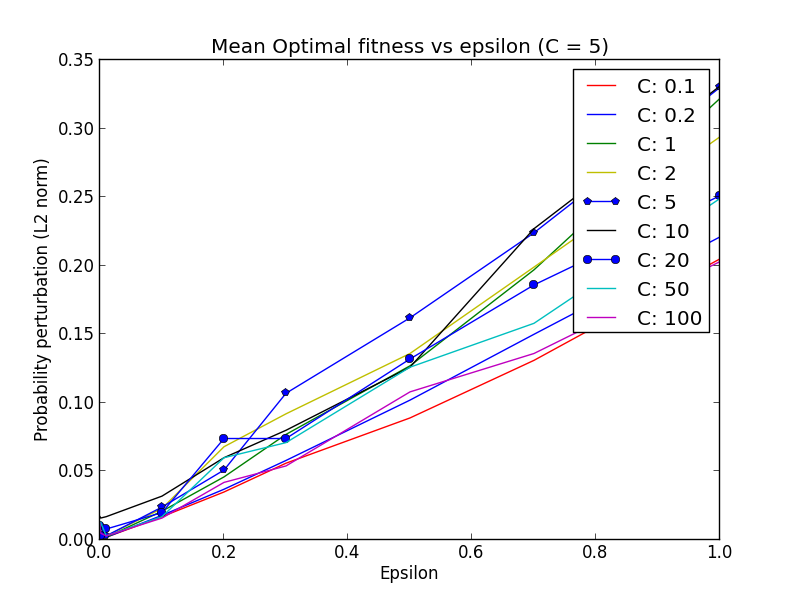 Mean Optimal fitness vs epsilon (C = 5)
0.35
0.30
0.25
0.20
0.15
0.10
0.05
0.00
Probability perturbation (L2 norm)
C: 0.1
C: 0.2
C: 1
C: 2
C: 5
C: 10
C: 20
C: 50
C: 100
0.0 0.2 0.4 0.6 0.8 1.0
Epsilon